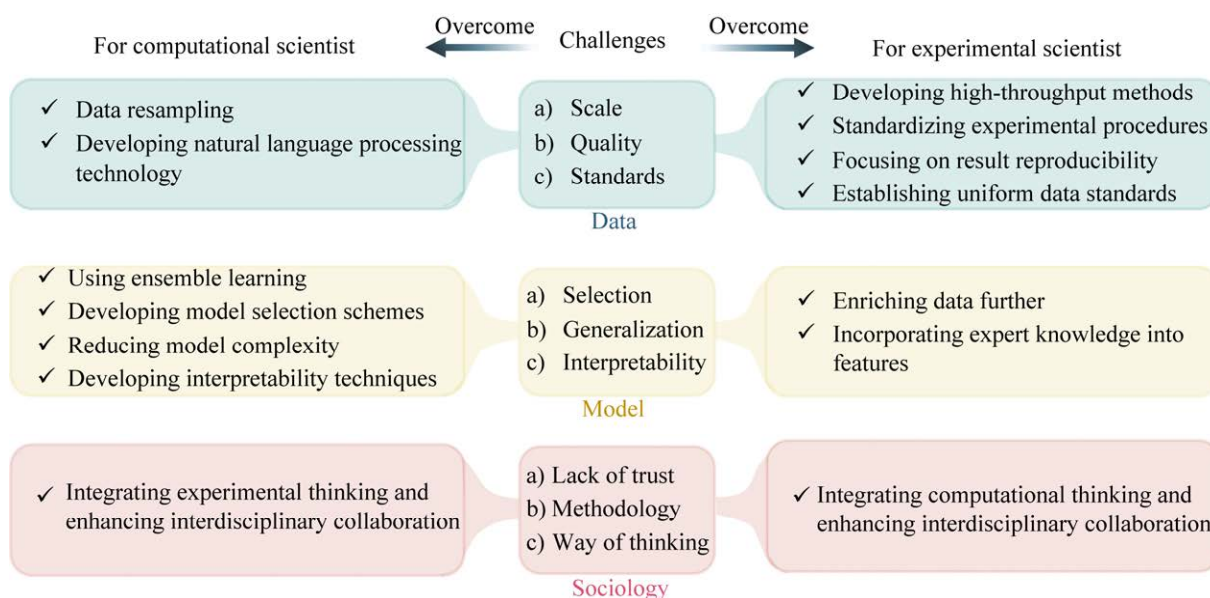 For computational scientist
Overcome
Challenges
Overcome
For experimental scientist
✓ Data resampling
✓ Developing natural language processing
technology
a) Scale
b) Quality
c) Standards
Data
✓ Developing high-throughput methods
✓ Standardizing experimental procedures
✓ Focusing on result reproducibility
✓ Establishing uniform data standards
✓ Using ensemble learning
✓ Developing model selection schemes
✓ Reducing model complexity
✓ Developing interpretability techniques
a) Selection
b) Generalization
c) Interpretability
Model
✓ Enriching data further
✓ Incorporating expert knowledge into
features
✓ Integrating experimental thinking and
enhancing interdisciplinary collaboration
a) Lack of trust
b) Methodology
c) Way of thinking
Sociology
✓ Integrating computational thinking and
enhancing interdisciplinary collaboration